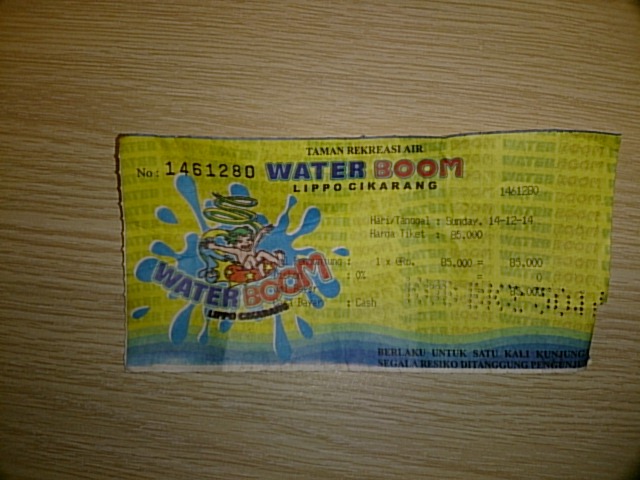 TAMAN REKREASI AIR
No: 1461280 WATER BOOM
LIPPO CIKARANG
1461280
Hari/Tanggal : Sunday, 14-12-14
Harga Tiket : 85.000
1 x @Rp. 85.000 = 85.000
: 0% = 0
WATER BOOM
LIPPO CIKARANG
: Cash
BERLAKU UNTUK SATU KALI KUNJUNG
SEGALA RESIKO DITANGGUNG PENGUNJU